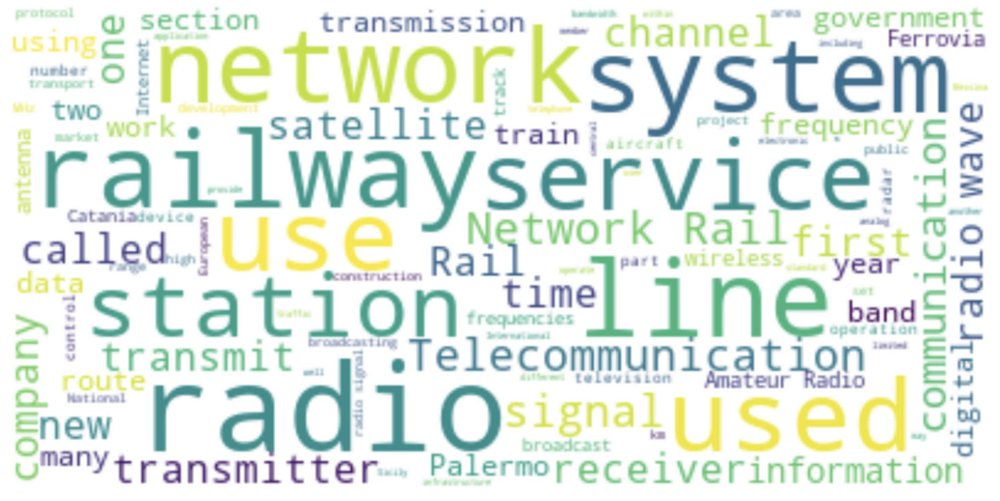 protocol
bandwidth
within
area
section
transmission
channel
government
using
one
application
network
member
including
Ferrovia
system
number
transport
Internet
track
Messina
MHz
two
development
telephone
work
satellite
train
project
frequency
market
aircraft
electronic
public
antenna
railway
service
provide
user
radar
communication
radio wave
Catania
device
European
use
Network Rail
analog
another
first
called
range
high
Rail
operate
part
wireless
standard
year
data
construction
time
line
set
control
station
traffic
frequencies
band
operation
International
company
transmit
broadcasting
Telecommunication
limited
digital
route
well
radio signal
different
television
Amateur Radio
National
radio
signal
used
new
km
may
many
broadcast
transmitter
Sicily
Palermo
receiver
information
infrastructure